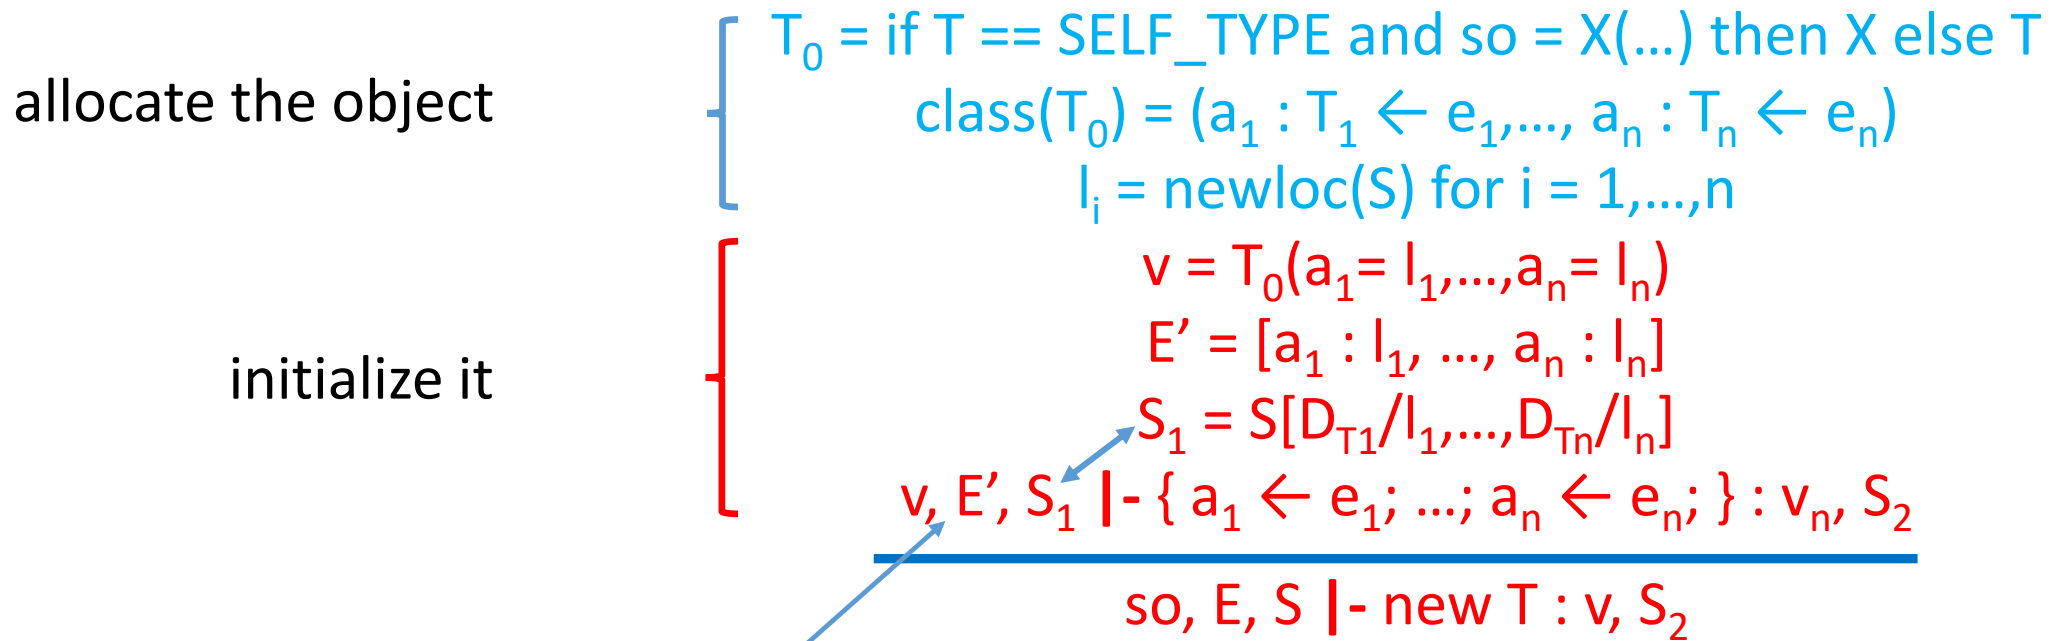 T₀ = if T == SELF_TYPE and so = X(…) then X else T
allocate the object
class(T₀) = (a₁ : T₁ ← e₁,…, aₙ : Tₙ ← eₙ)
lᵢ = newloc(S) for i = 1,…,n
v = T₀(a₁= l₁,…,aₙ= lₙ)
E’ = [a₁ : l₁, …, aₙ : lₙ]
initialize it
S₁ = S[D_T1/l₁,…,D_Tn/lₙ]
v, E’, S₁ |- { a₁ ← e₁; …; aₙ ← eₙ; } : vₙ, S₂
so, E, S |- new T : v, S₂